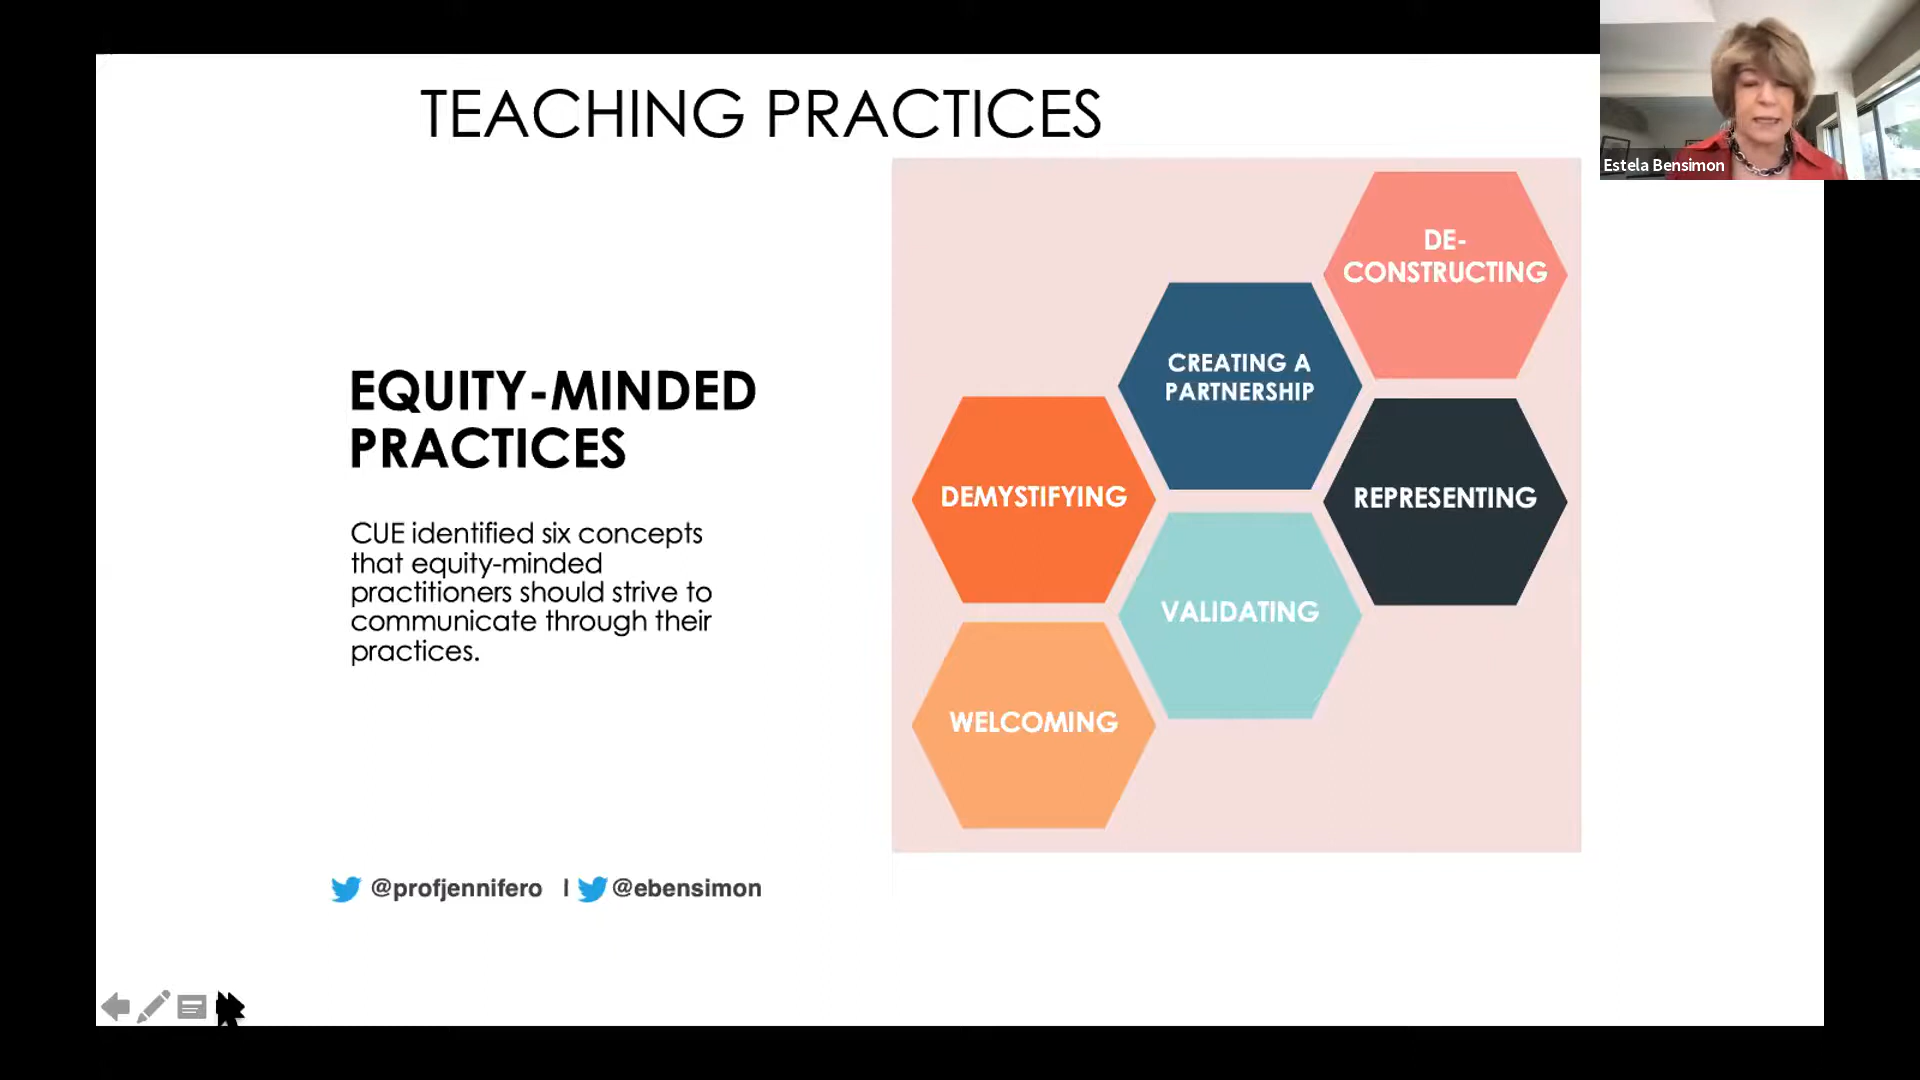 TEACHING PRACTICES
Estela Bensimon
EQUITY-MINDED
PRACTICES
CUE identified six concepts
that equity-minded
practitioners should strive to
communicate through their
practices.
DE-
CONSTRUCTING
CREATING A
PARTNERSHIP
DEMYSTIFYING
REPRESENTING
VALIDATING
WELCOMING
@profjennifero | @ebensimon